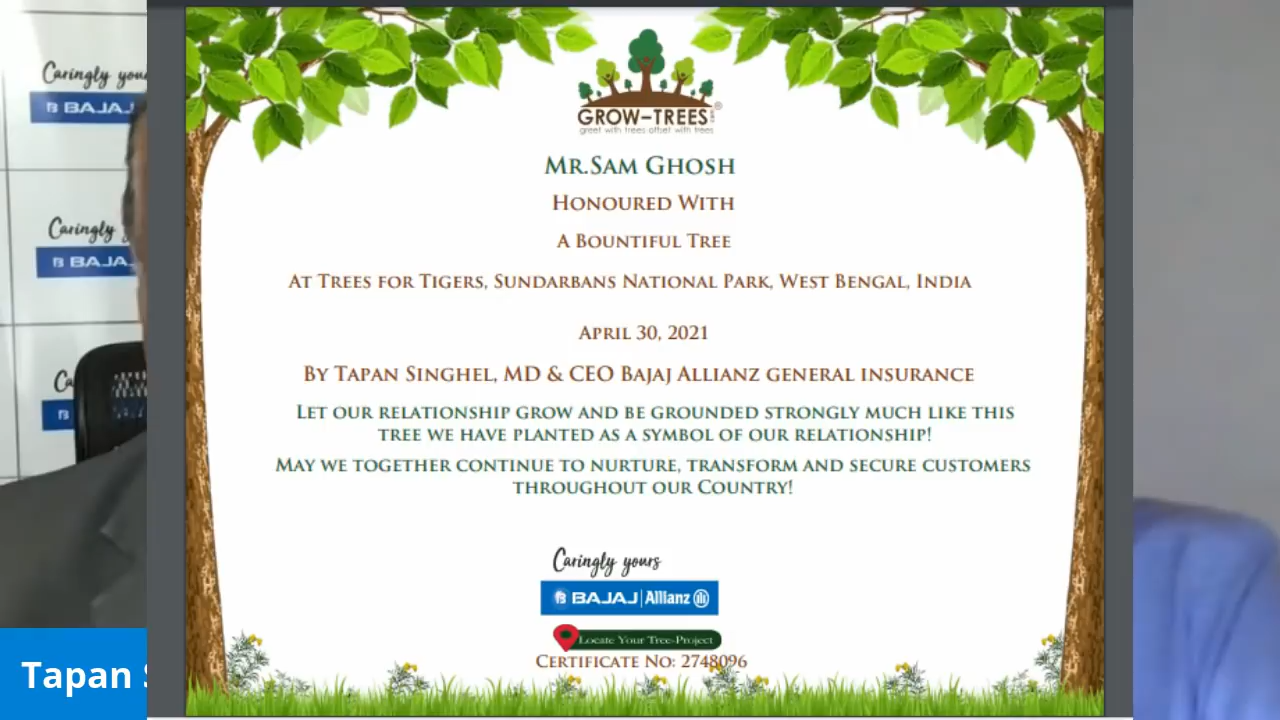 Caringly you
BAJAJ
Caringly
BAJA
Tapan
GROW-TREES®
.com
greet with trees offset with trees
Mr.Sam Ghosh
Honoured With
A Bountiful Tree
At Trees for Tigers, Sundarbans National Park, West Bengal, India
April 30, 2021
By Tapan Singhel, MD & CEO Bajaj Allianz general insurance
Let our relationship grow and be grounded strongly much like this
tree we have planted as a symbol of our relationship!
May we together continue to nurture, transform and secure customers
throughout our Country!
Caringly yours
BAJAJ | Allianz
Locate Your Tree-Project
Certificate No: 2748096